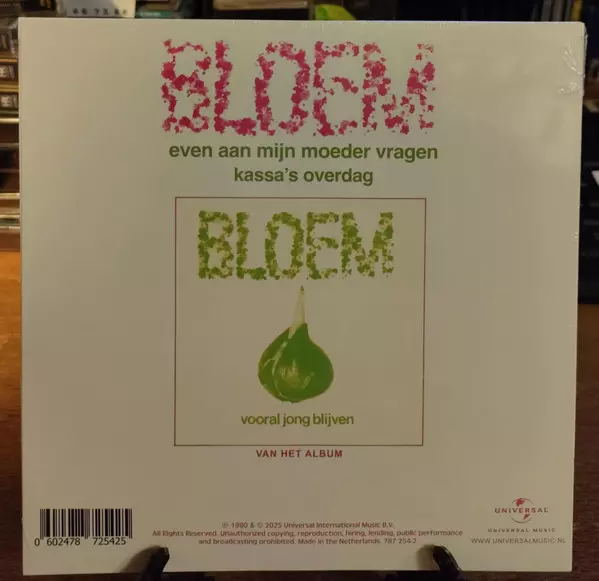 BLOEM
even aan mijn moeder vragen
kassa's overdag
BLOEM
vooral jong blijven
VAN HET ALBUM
0 602478 725425
℗ 1980 & © 2025 Universal International Music B.V.
All Rights Reserved. Unauthorized copying, reproduction, hiring, lending, public performance
and broadcasting prohibited. Made in the Netherlands. 787 254-2
UNIVERSAL
UNIVERSAL MUSIC
WWW.UNIVERSALMUSIC.NL